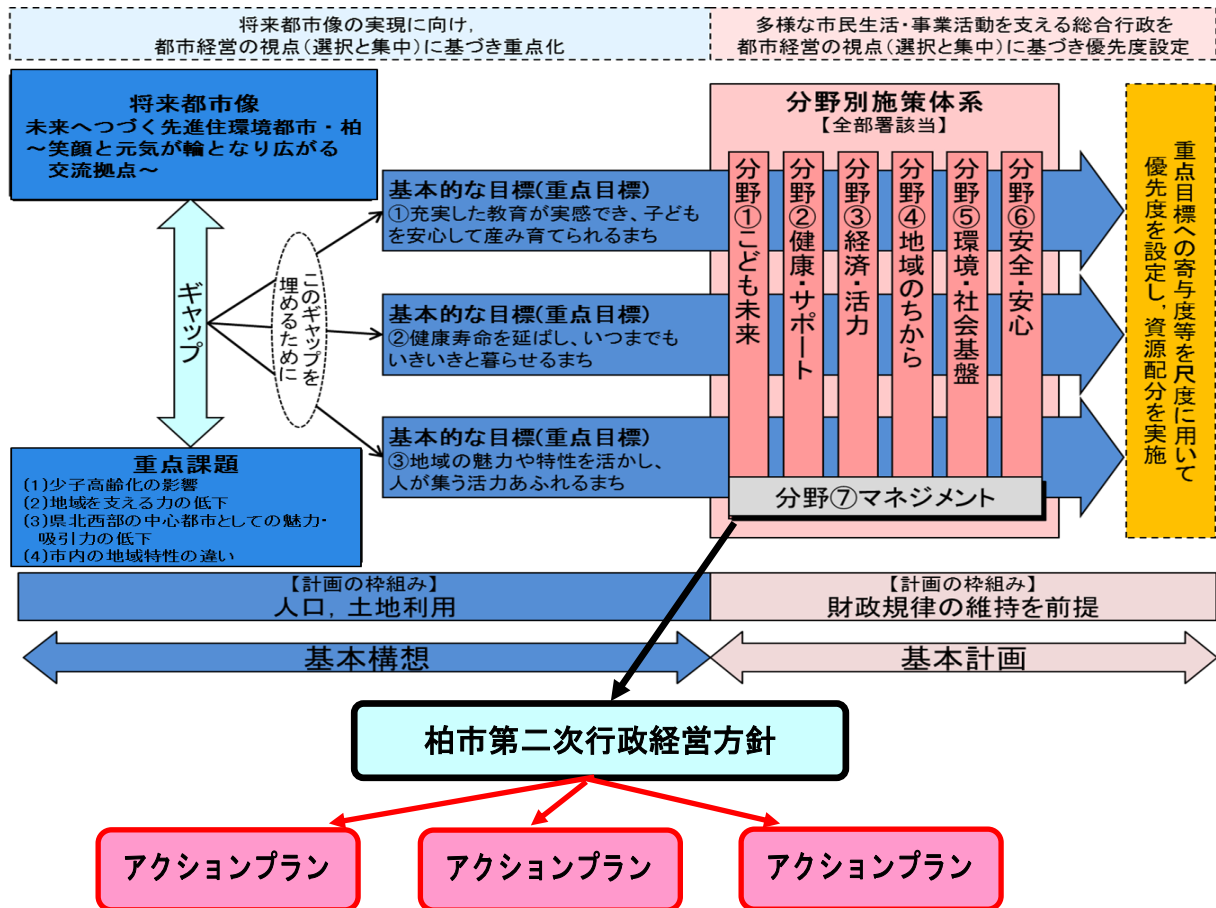 将来都市像の実現に向け,
都市経営の視点(選択と集中)に基づき重点化
多様な市民生活・事業活動を支える総合行政を
都市経営の視点(選択と集中)に基づき優先度設定
将来都市像
未来へつづく先進住環境都市・柏
～笑顔と元気が輪となり広がる
交流拠点～
ギャップ
このギャップを
埋めるために
重点課題
(1)少子高齢化の影響
(2)地域を支える力の低下
(3)県北西部の中心都市としての魅力・
吸引力の低下
(4)市内の地域特性の違い
基本的な目標(重点目標)
①充実した教育が実感でき、子ども
を安心して産み育てられるまち
基本的な目標(重点目標)
②健康寿命を延ばし、いつまでも
いきいきと暮らせるまち
基本的な目標(重点目標)
③地域の魅力や特性を活かし、
人が集う活力あふれるまち
分野別施策体系
【全部署該当】
分野①こども未来
分野②健康・サポート
分野③経済・活力
分野④地域のちから
分野⑤環境・社会基盤
分野⑥安全・安心
分野⑦マネジメント
重点目標への寄与度等を尺度に用いて
優先度を設定し,資源配分を実施
【計画の枠組み】
人口,土地利用
【計画の枠組み】
財政規律の維持を前提
基本構想
基本計画
柏市第二次行政経営方針
アクションプラン
アクションプラン
アクションプラン